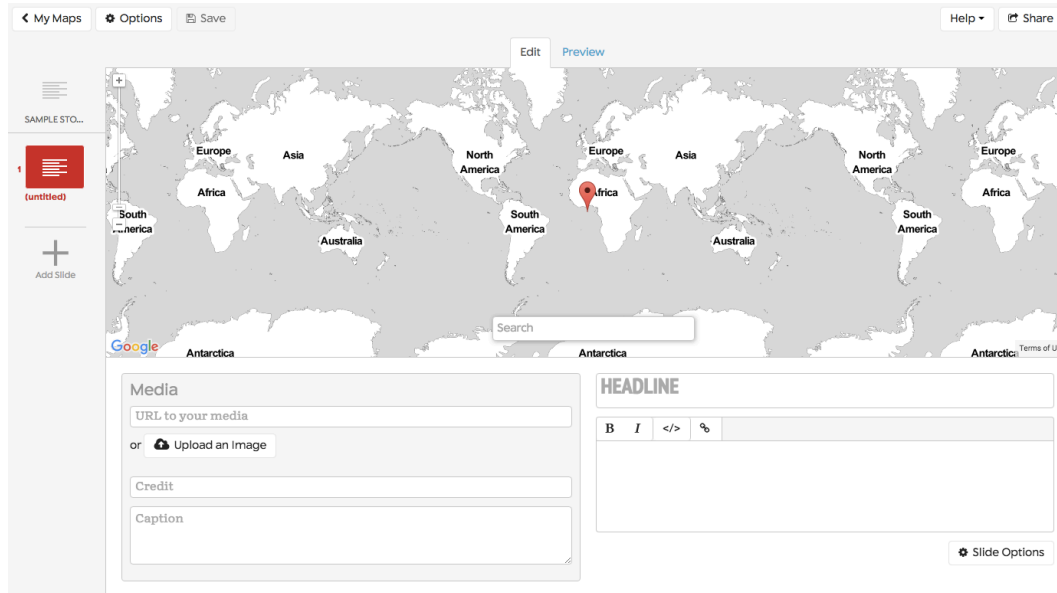 My Maps Options Save Help Share
Edit Preview
SAMPLE STO...
1
(untitled)
Add Slide
+
Europe Asia North America Europe Asia North America Europe
Africa Africa Africa
South America South America South America
Australia Australia
−
Search
Google
Antarctica Antarctica Antarctica
Terms of U
Media
URL to your media
or Upload an Image
Credit
Caption
HEADLINE
B I </>
Slide Options